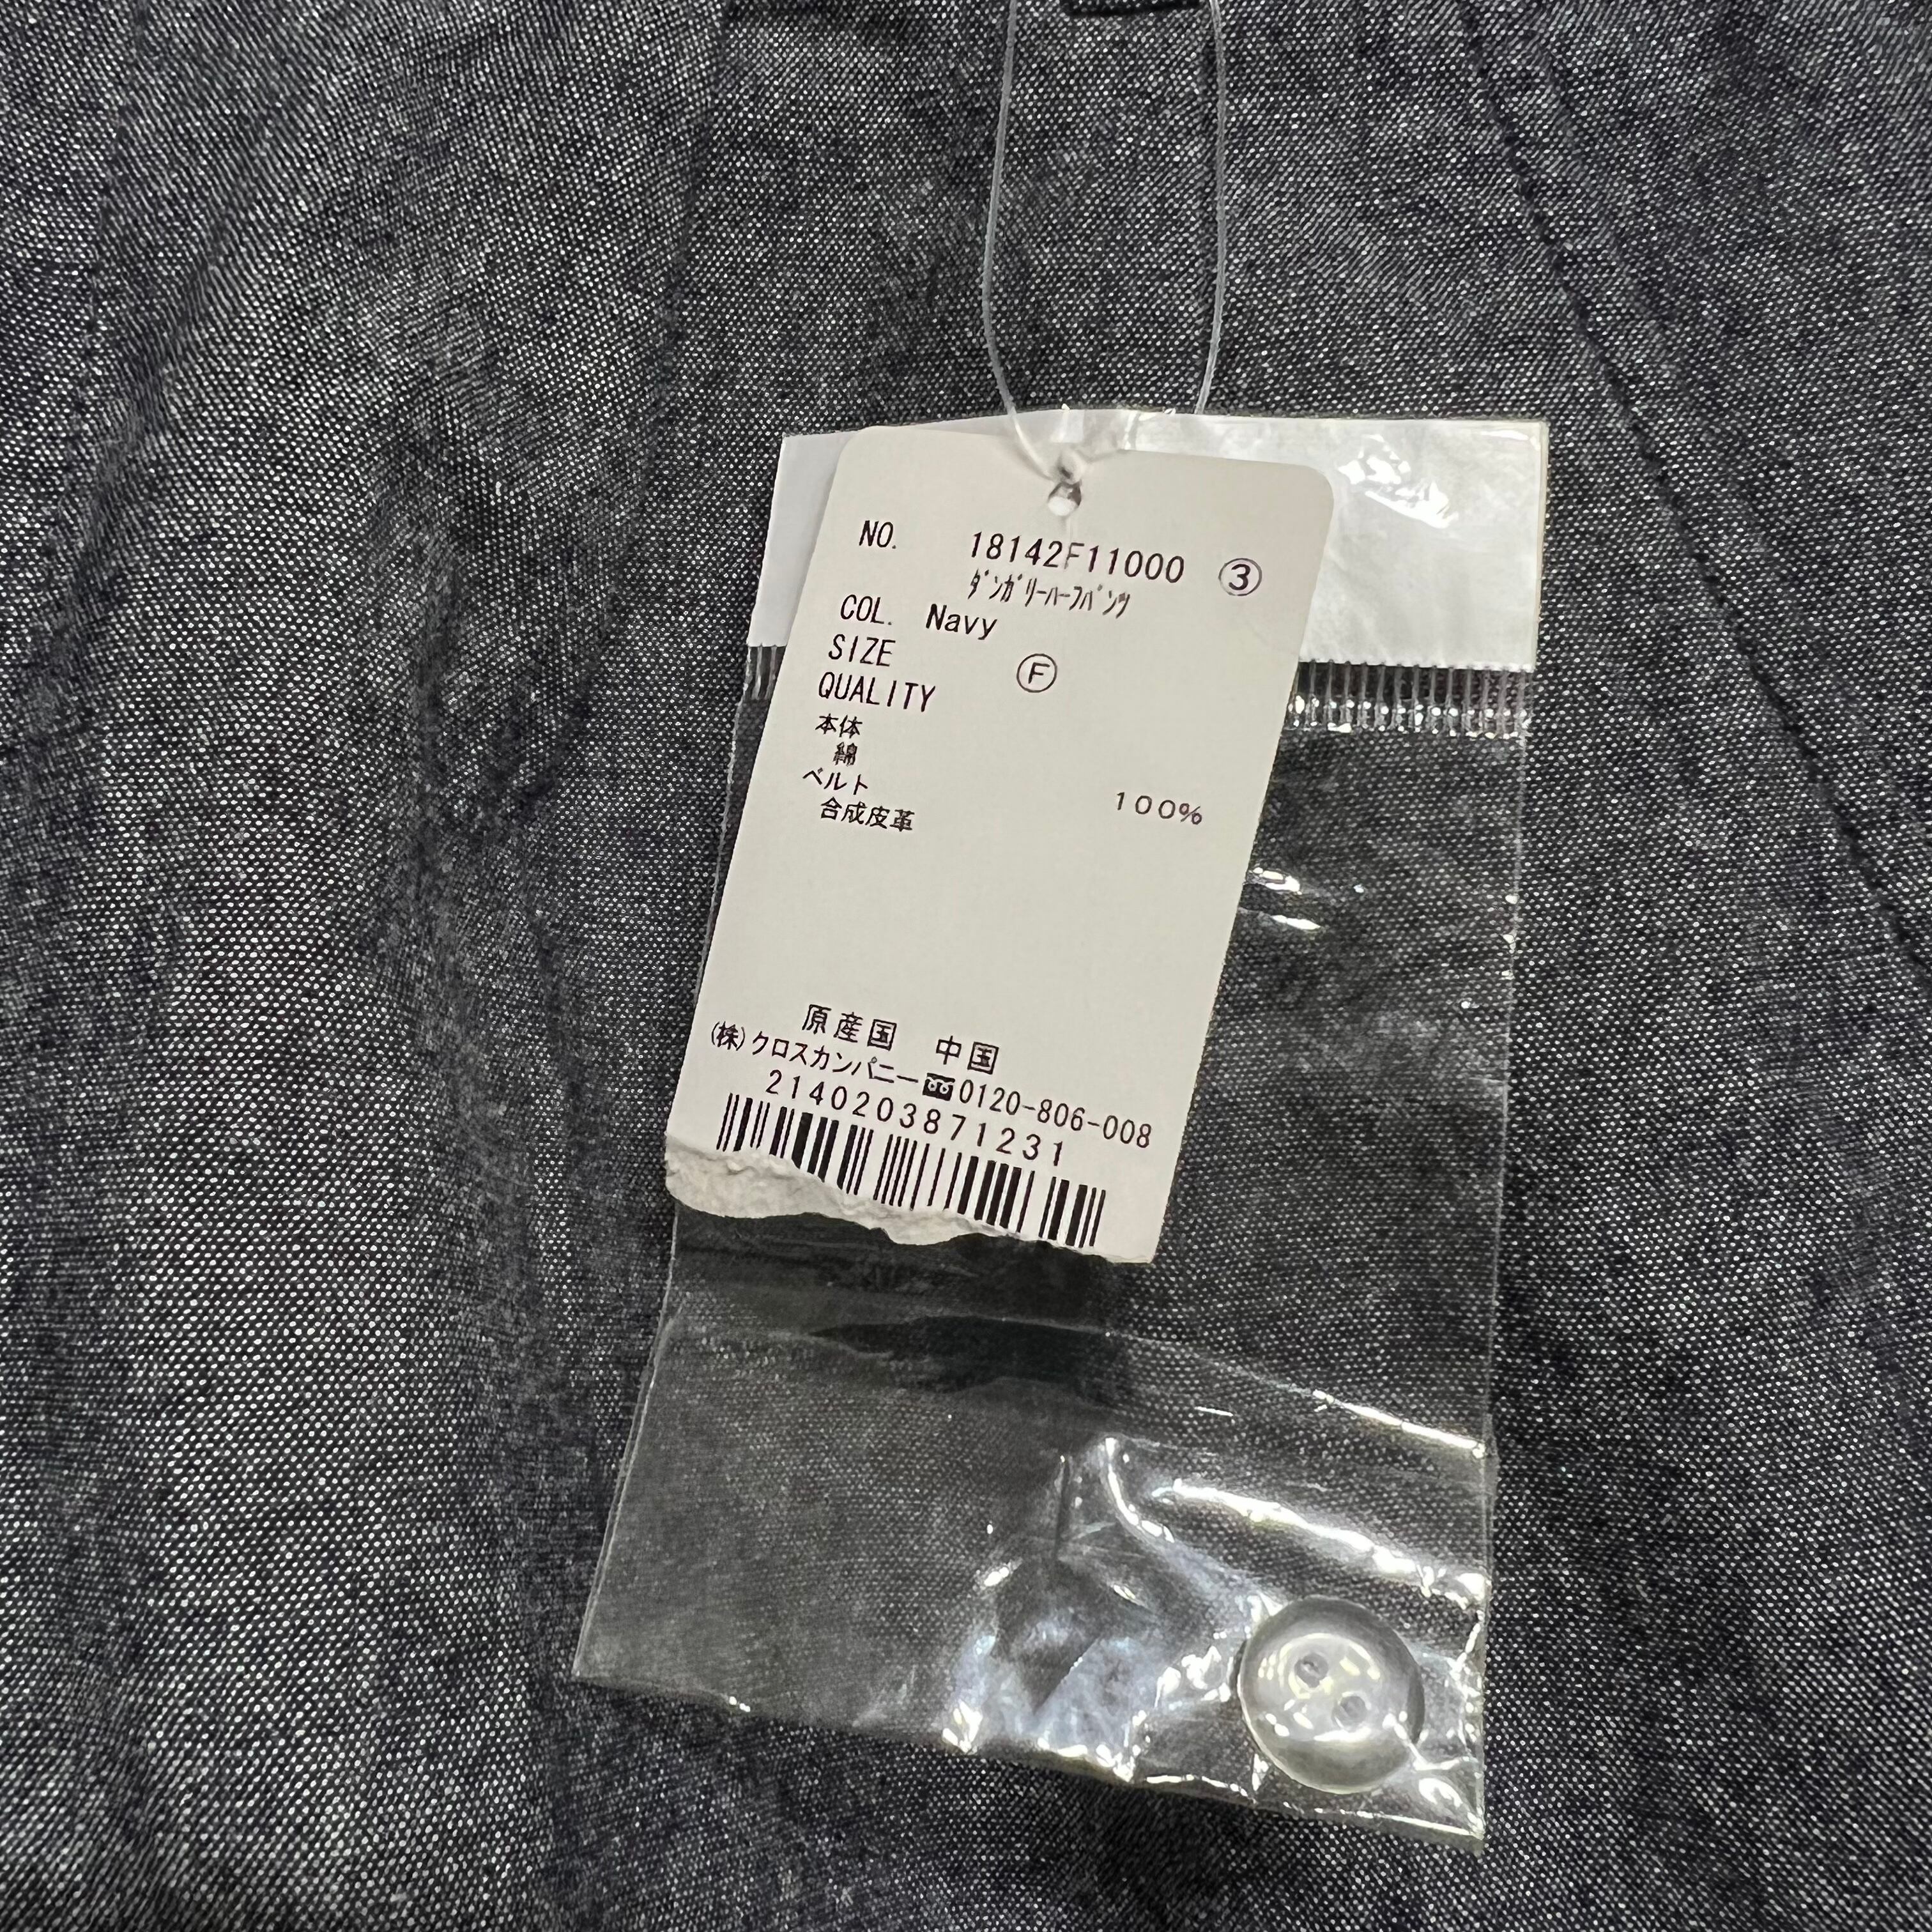 NO. 18142F11000 ③
ﾀﾞﾝｶﾞﾘｰﾊｰﾌﾊﾟﾝﾂ
COL. Navy
SIZE Ⓕ
QUALITY
本体
綿 100%
ベルト
合成皮革
原産国 中国
(株)クロスカンパニー 0120-806-008
2140203871231